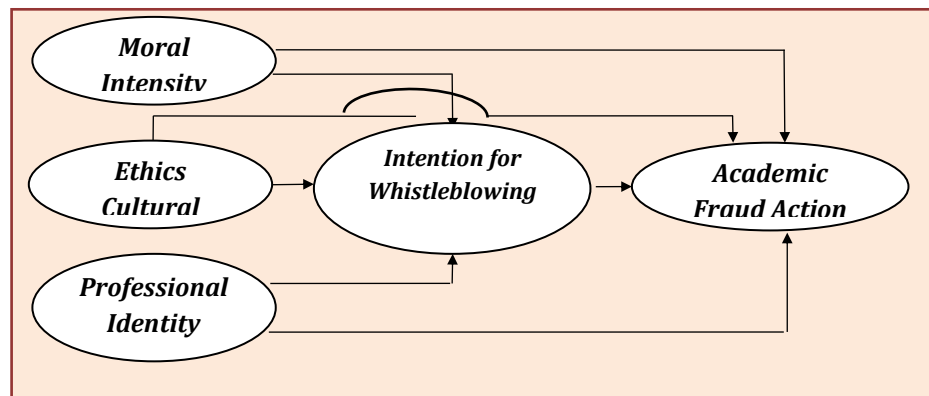 Moral
Intensity
Ethics
Cultural
Intention for
Whistleblowing
Academic
Fraud Action
Professional
Identity